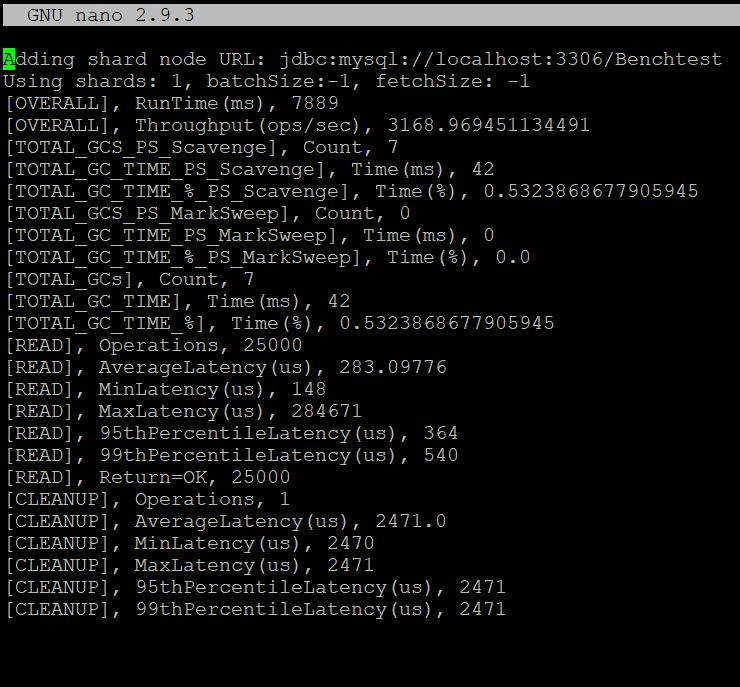 GNU nano 2.9.3
Adding shard node URL: jdbc:mysql://localhost:3306/Benchtest
Using shards: 1, batchSize:-1, fetchSize: -1
[OVERALL], RunTime(ms), 7889
[OVERALL], Throughput(ops/sec), 3168.969451134491
[TOTAL_GCS_PS_Scavenge], Count, 7
[TOTAL_GC_TIME_PS_Scavenge], Time(ms), 42
[TOTAL_GC_TIME_%_PS_Scavenge], Time(%), 0.5323868677905945
[TOTAL_GCS_PS_MarkSweep], Count, 0
[TOTAL_GC_TIME_PS_MarkSweep], Time(ms), 0
[TOTAL_GC_TIME_%_PS_MarkSweep], Time(%), 0.0
[TOTAL_GCs], Count, 7
[TOTAL_GC_TIME], Time(ms), 42
[TOTAL_GC_TIME_%], Time(%), 0.5323868677905945
[READ], Operations, 25000
[READ], AverageLatency(us), 283.09776
[READ], MinLatency(us), 148
[READ], MaxLatency(us), 284671
[READ], 95thPercentileLatency(us), 364
[READ], 99thPercentileLatency(us), 540
[READ], Return=OK, 25000
[CLEANUP], Operations, 1
[CLEANUP], AverageLatency(us), 2471.0
[CLEANUP], MinLatency(us), 2470
[CLEANUP], MaxLatency(us), 2471
[CLEANUP], 95thPercentileLatency(us), 2471
[CLEANUP], 99thPercentileLatency(us), 2471